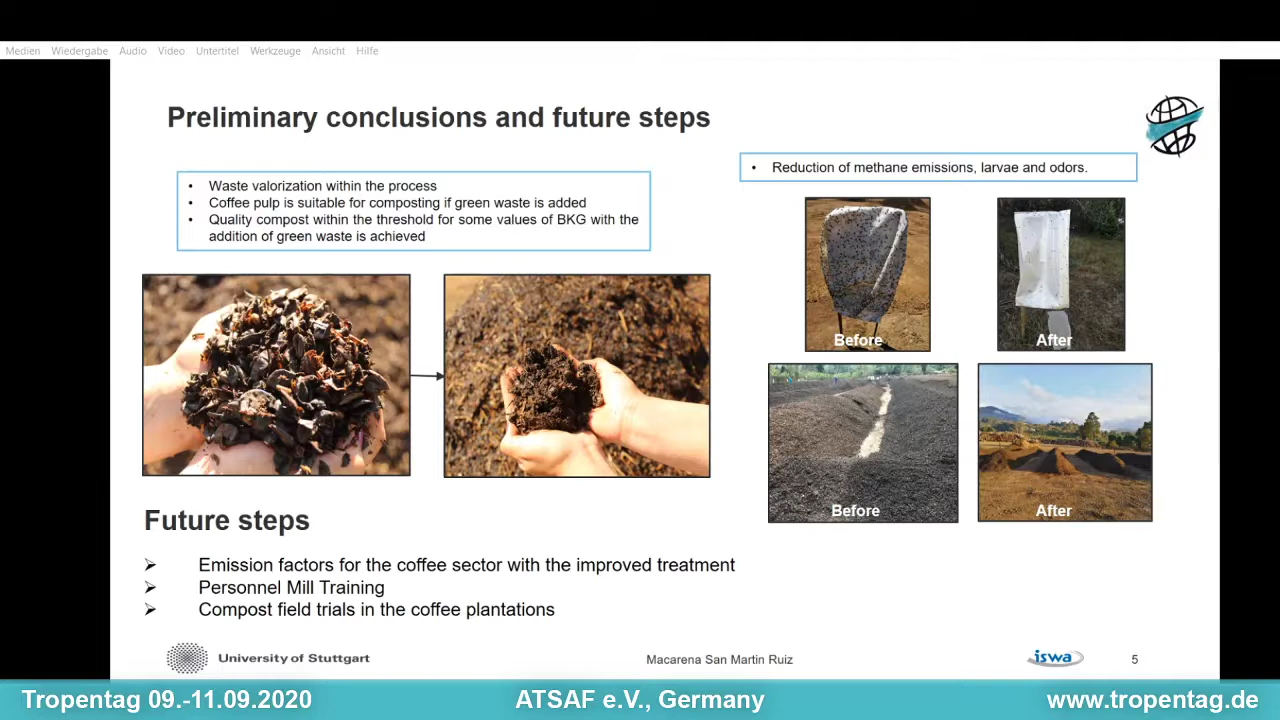 Medien Wiedergabe Audio Video Untertitel Werkzeuge Ansicht Hilfe
Preliminary conclusions and future steps
• Waste valorization within the process
• Coffee pulp is suitable for composting if green waste is added
• Quality compost within the threshold for some values of BKG with the
addition of green waste is achieved
• Reduction of methane emissions, larvae and odors.
Before
After
Before
After
Future steps
➢ Emission factors for the coffee sector with the improved treatment
➢ Personnel Mill Training
➢ Compost field trials in the coffee plantations
University of Stuttgart
Macarena San Martin Ruiz
iswa
5
Tropentag 09.-11.09.2020
ATSAF e.V., Germany
www.tropentag.de